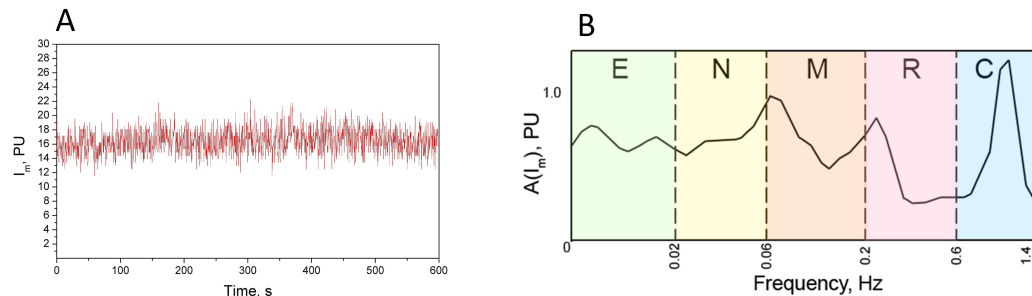 A
30
28
26
24
22
20
18
16
14
12
10
8
6
4
2
Im, PU
0 100 200 300 400 500 600
Time, s
B
E N M R C
1.0
A(Im), PU
0 0.02 0.06 0.2 0.6 1.4
Frequency, Hz